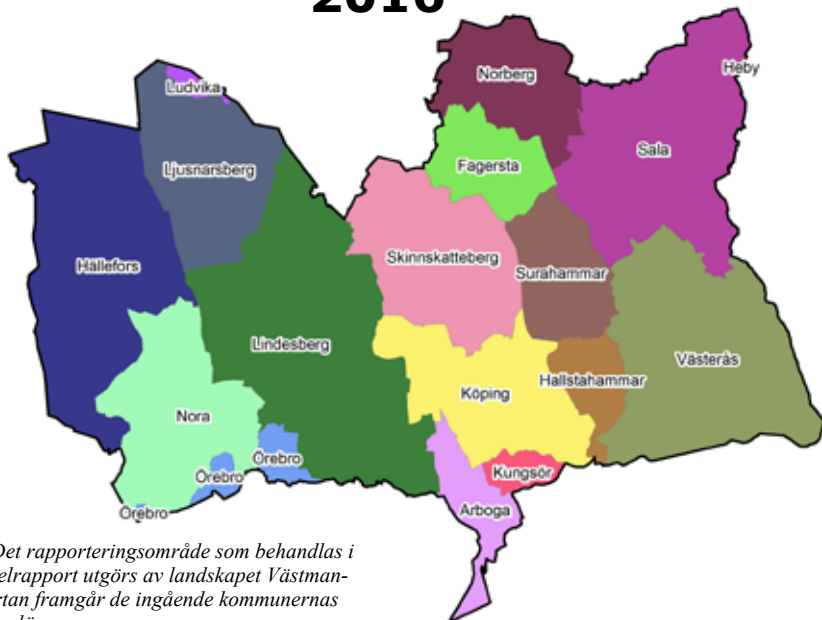 2016
Norberg
Heby
Ludvika
Sala
Fagersta
Ljusnarsberg
Skinnskatteberg
Hällefors
Surahammar
Lindesberg
Västerås
Hallstahammar
Köping
Nora
Örebro
Kungsör
Örebro
Arboga
Örebro
Det rapporteringsområde som behandlas i
elrapport utgörs av landskapet Västman-
rtan framgår de ingående kommunernas